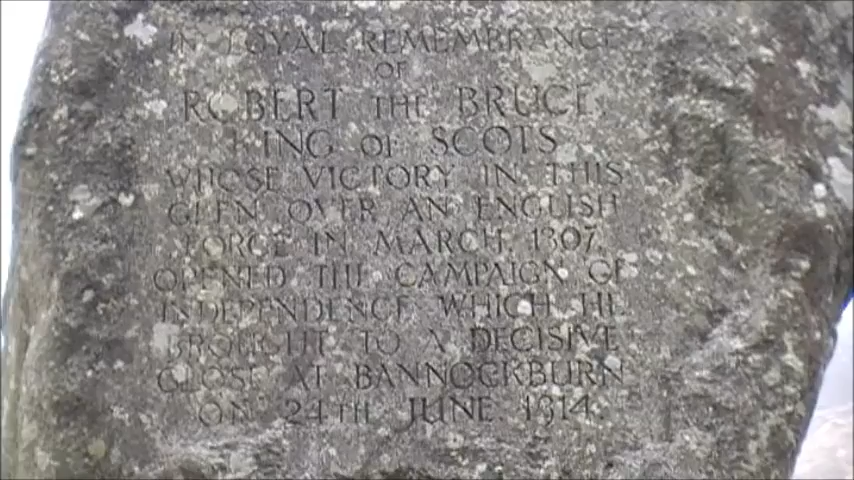 IN LOYAL REMEMBRANCE
OF
ROBERT THE BRUCE,
KING OF SCOTS
WHOSE VICTORY IN THIS
GLEN OVER AN ENGLISH
FORCE IN MARCH, 1307,
OPENED THE CAMPAIGN OF
INDEPENDENCE WHICH HE
BROUGHT TO A DECISIVE
CLOSE AT BANNOCKBURN
ON 24TH JUNE, 1314.